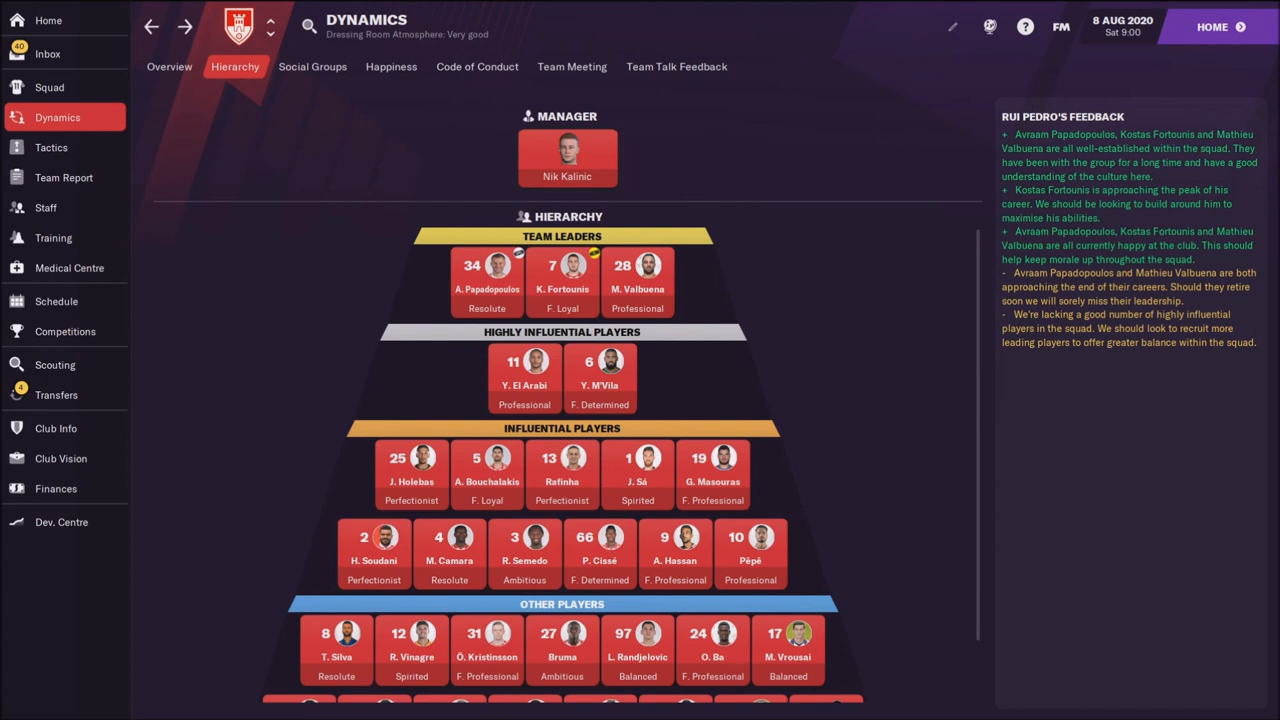 Home
40
Inbox
Squad
Dynamics
Tactics
Team Report
Staff
Training
Medical Centre
Schedule
Competitions
Scouting
4
Transfers
Club Info
Club Vision
Finances
Dev. Centre
DYNAMICS
Dressing Room Atmosphere: Very good
?
FM
8 AUG 2020
Sat 9:00
HOME
Overview
Hierarchy
Social Groups
Happiness
Code of Conduct
Team Meeting
Team Talk Feedback
MANAGER
Nik Kalinic
HIERARCHY
TEAM LEADERS
34 7 28
A. Papadopoulos K. Fortounis M. Valbuena
Resolute F. Loyal Professional
HIGHLY INFLUENTIAL PLAYERS
11 6
Y. El Arabi Y. M'Vila
Professional F. Determined
INFLUENTIAL PLAYERS
25 5 13 1 19
J. Holebas A. Bouchalakis Rafinha J. Sá G. Masouras
Perfectionist F. Loyal Perfectionist Spirited F. Professional
2 4 3 66 9 10
H. Soudani M. Camara R. Semedo P. Cissé A. Hassan Pêpê
Perfectionist Resolute Ambitious F. Determined F. Professional Professional
OTHER PLAYERS
8 12 31 27 97 24 17
T. Silva R. Vinagre Ö. Kristinsson Bruma L. Randjelovic O. Ba M. Vrousai
Resolute Spirited F. Professional Ambitious Balanced F. Professional Balanced
RUI PEDRO'S FEEDBACK
+ Avraam Papadopoulos, Kostas Fortounis and Mathieu
Valbuena are all well-established within the squad. They
have been with the group for a long time and have a good
understanding of the culture here.
+ Kostas Fortounis is approaching the peak of his
career. We should be looking to build around him to
maximise his abilities.
+ Avraam Papadopoulos, Kostas Fortounis and Mathieu
Valbuena are all currently happy at the club. This should
help keep morale up throughout the squad.
- Avraam Papadopoulos and Mathieu Valbuena are both
approaching the end of their careers. Should they retire
soon we will sorely miss their leadership.
- We're lacking a good number of highly influential
players in the squad. We should look to recruit more
leading players to offer greater balance within the squad.